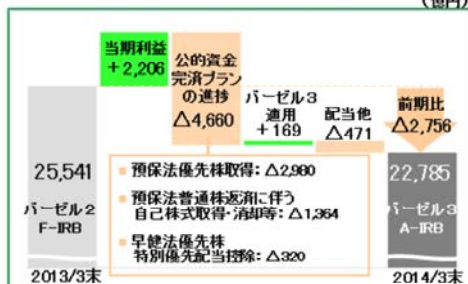 (億円)
当期利益
+2,206
公的資金
完済プラン
の進捗
△4,660
バーゼル3
適用
+169
配当他
△471
前期比
△2,756
25,541
バーゼル2
F-IRB
2013/3末
■ 預保法優先株取得：△2,980
■ 預保法普通株返済に伴う
自己株式取得・消却等：△1,364
■ 早健法優先株
特別優先配当控除：△320
22,785
バーゼル3
A-IRB
2014/3末